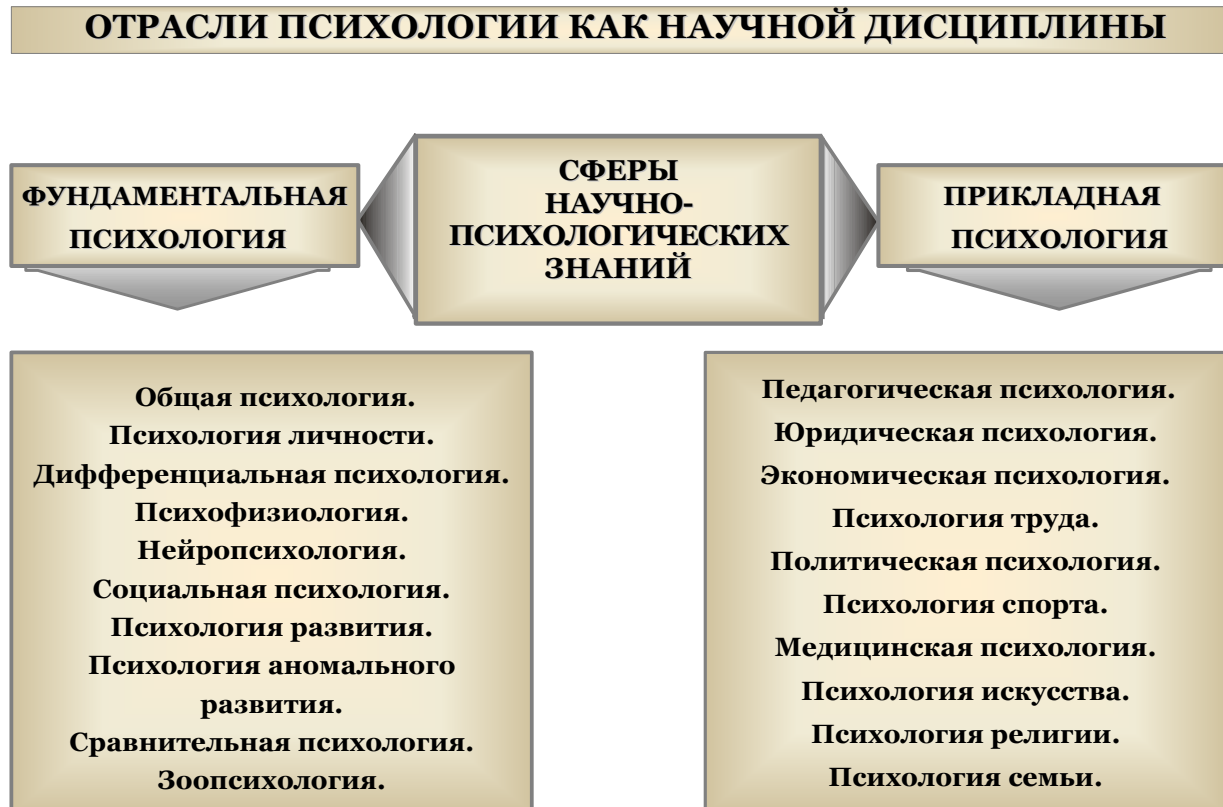 ОТРАСЛИ ПСИХОЛОГИИ КАК НАУЧНОЙ ДИСЦИПЛИНЫ
ФУНДАМЕНТАЛЬНАЯ
ПСИХОЛОГИЯ
СФЕРЫ
НАУЧНО-
ПСИХОЛОГИЧЕСКИХ
ЗНАНИЙ
ПРИКЛАДНАЯ
ПСИХОЛОГИЯ
Общая психология.
Психология личности.
Дифференциальная психология.
Психофизиология.
Нейропсихология.
Социальная психология.
Психология развития.
Психология аномального
развития.
Сравнительная психология.
Зоопсихология.
Педагогическая психология.
Юридическая психология.
Экономическая психология.
Психология труда.
Политическая психология.
Психология спорта.
Медицинская психология.
Психология искусства.
Психология религии.
Психология семьи.